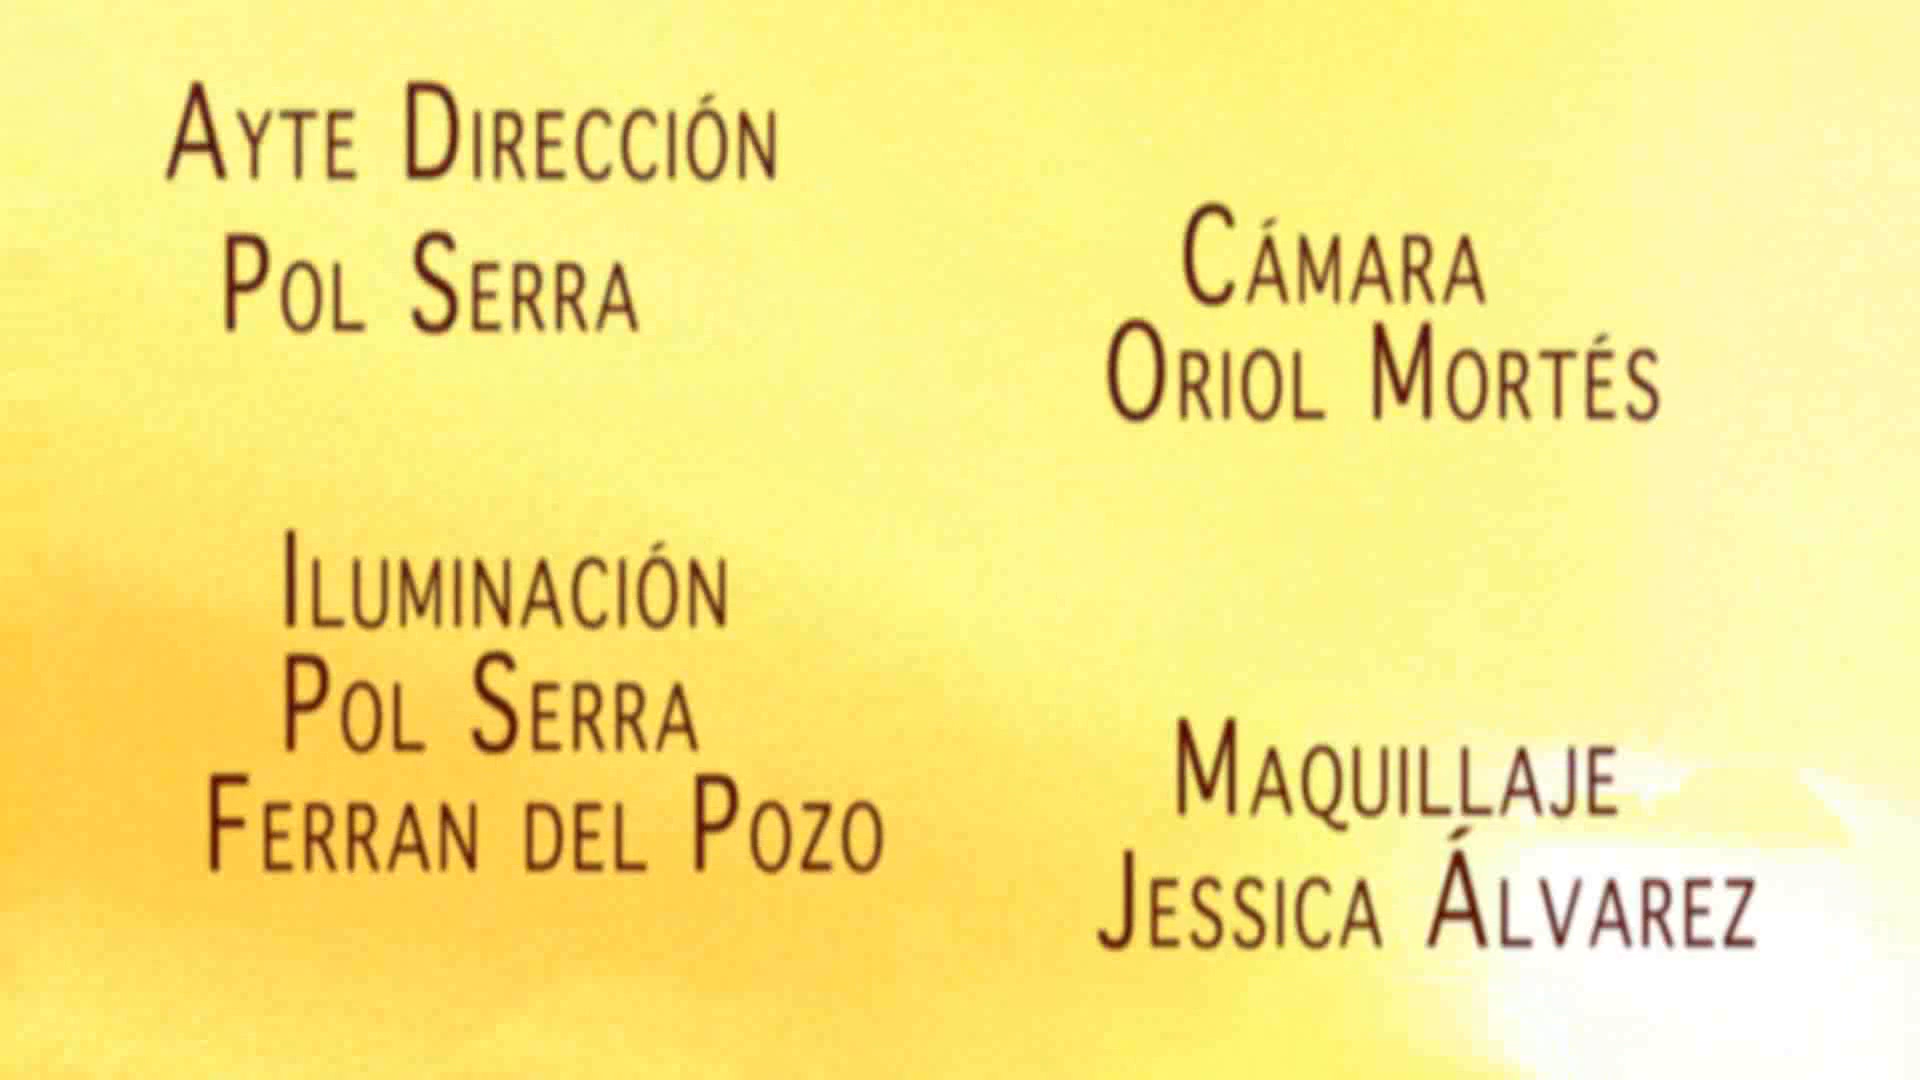 Ayte Dirección
Pol Serra
Cámara
Oriol Mortés
Iluminación
Pol Serra
Ferran del Pozo
Maquillaje
Jessica Álvarez